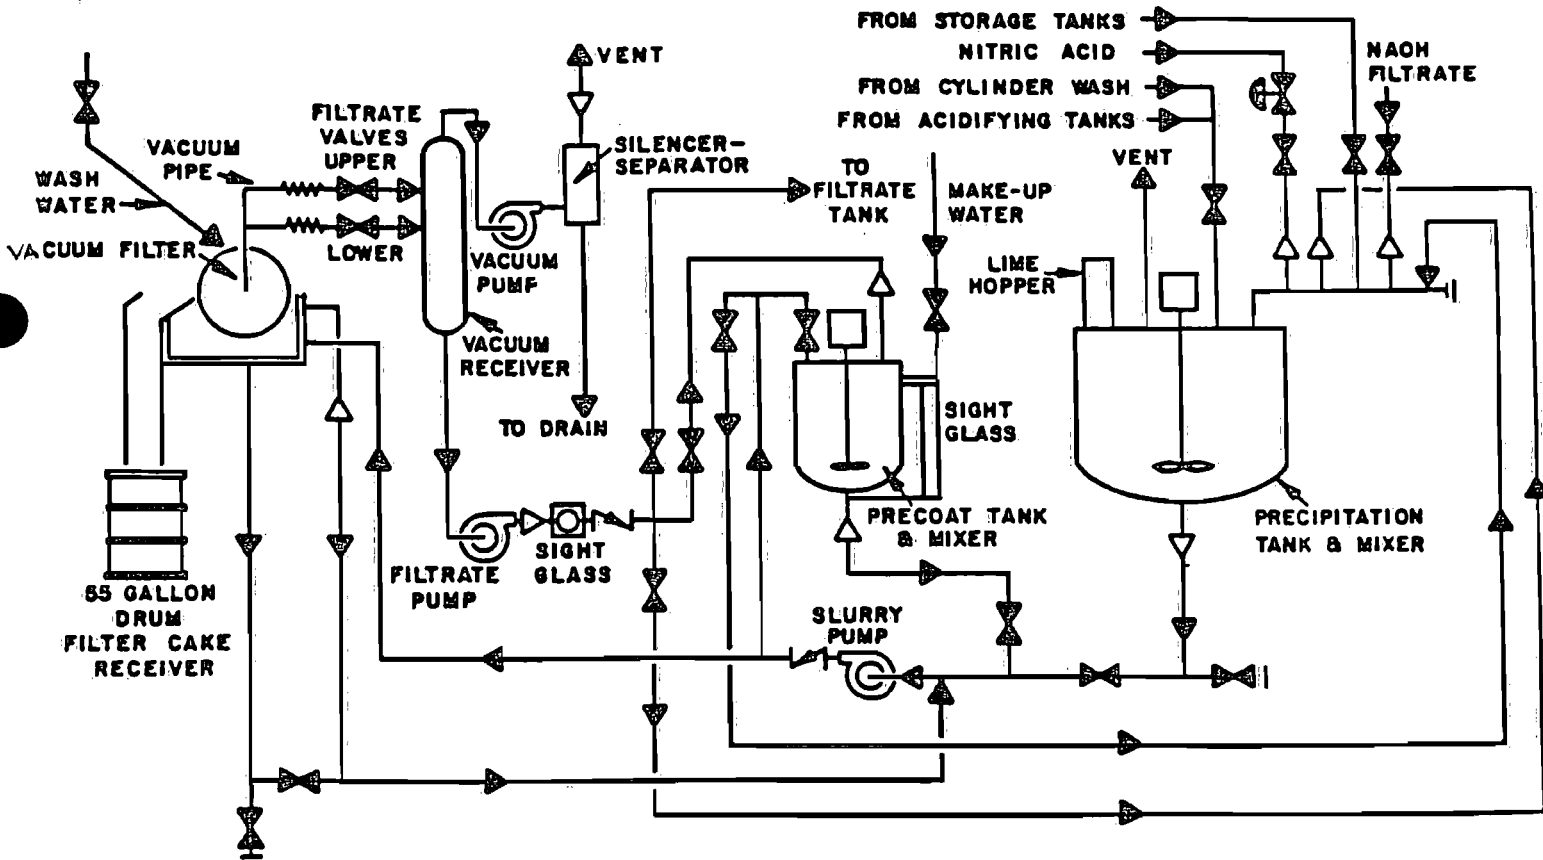 FROM STORAGE TANKS
NITRIC ACID
FROM CYLINDER WASH
FROM ACIDIFYING TANKS
NAOH
FILTRATE
VENT
FILTRATE
VALVES
UPPER
VACUUM
PIPE
WASH
WATER
VACUUM FILTER
LOWER
SILENCER-
SEPARATOR
VACUUM
PUMP
TO
FILTRATE
TANK
MAKE-UP
WATER
VENT
LIME
HOPPER
VACUUM
RECEIVER
TO DRAIN
SIGHT
GLASS
PRECOAT TANK
& MIXER
PRECIPITATION
TANK & MIXER
SIGHT
GLASS
FILTRATE
PUMP
55 GALLON
DRUM
FILTER CAKE
RECEIVER
SLURRY
PUMP